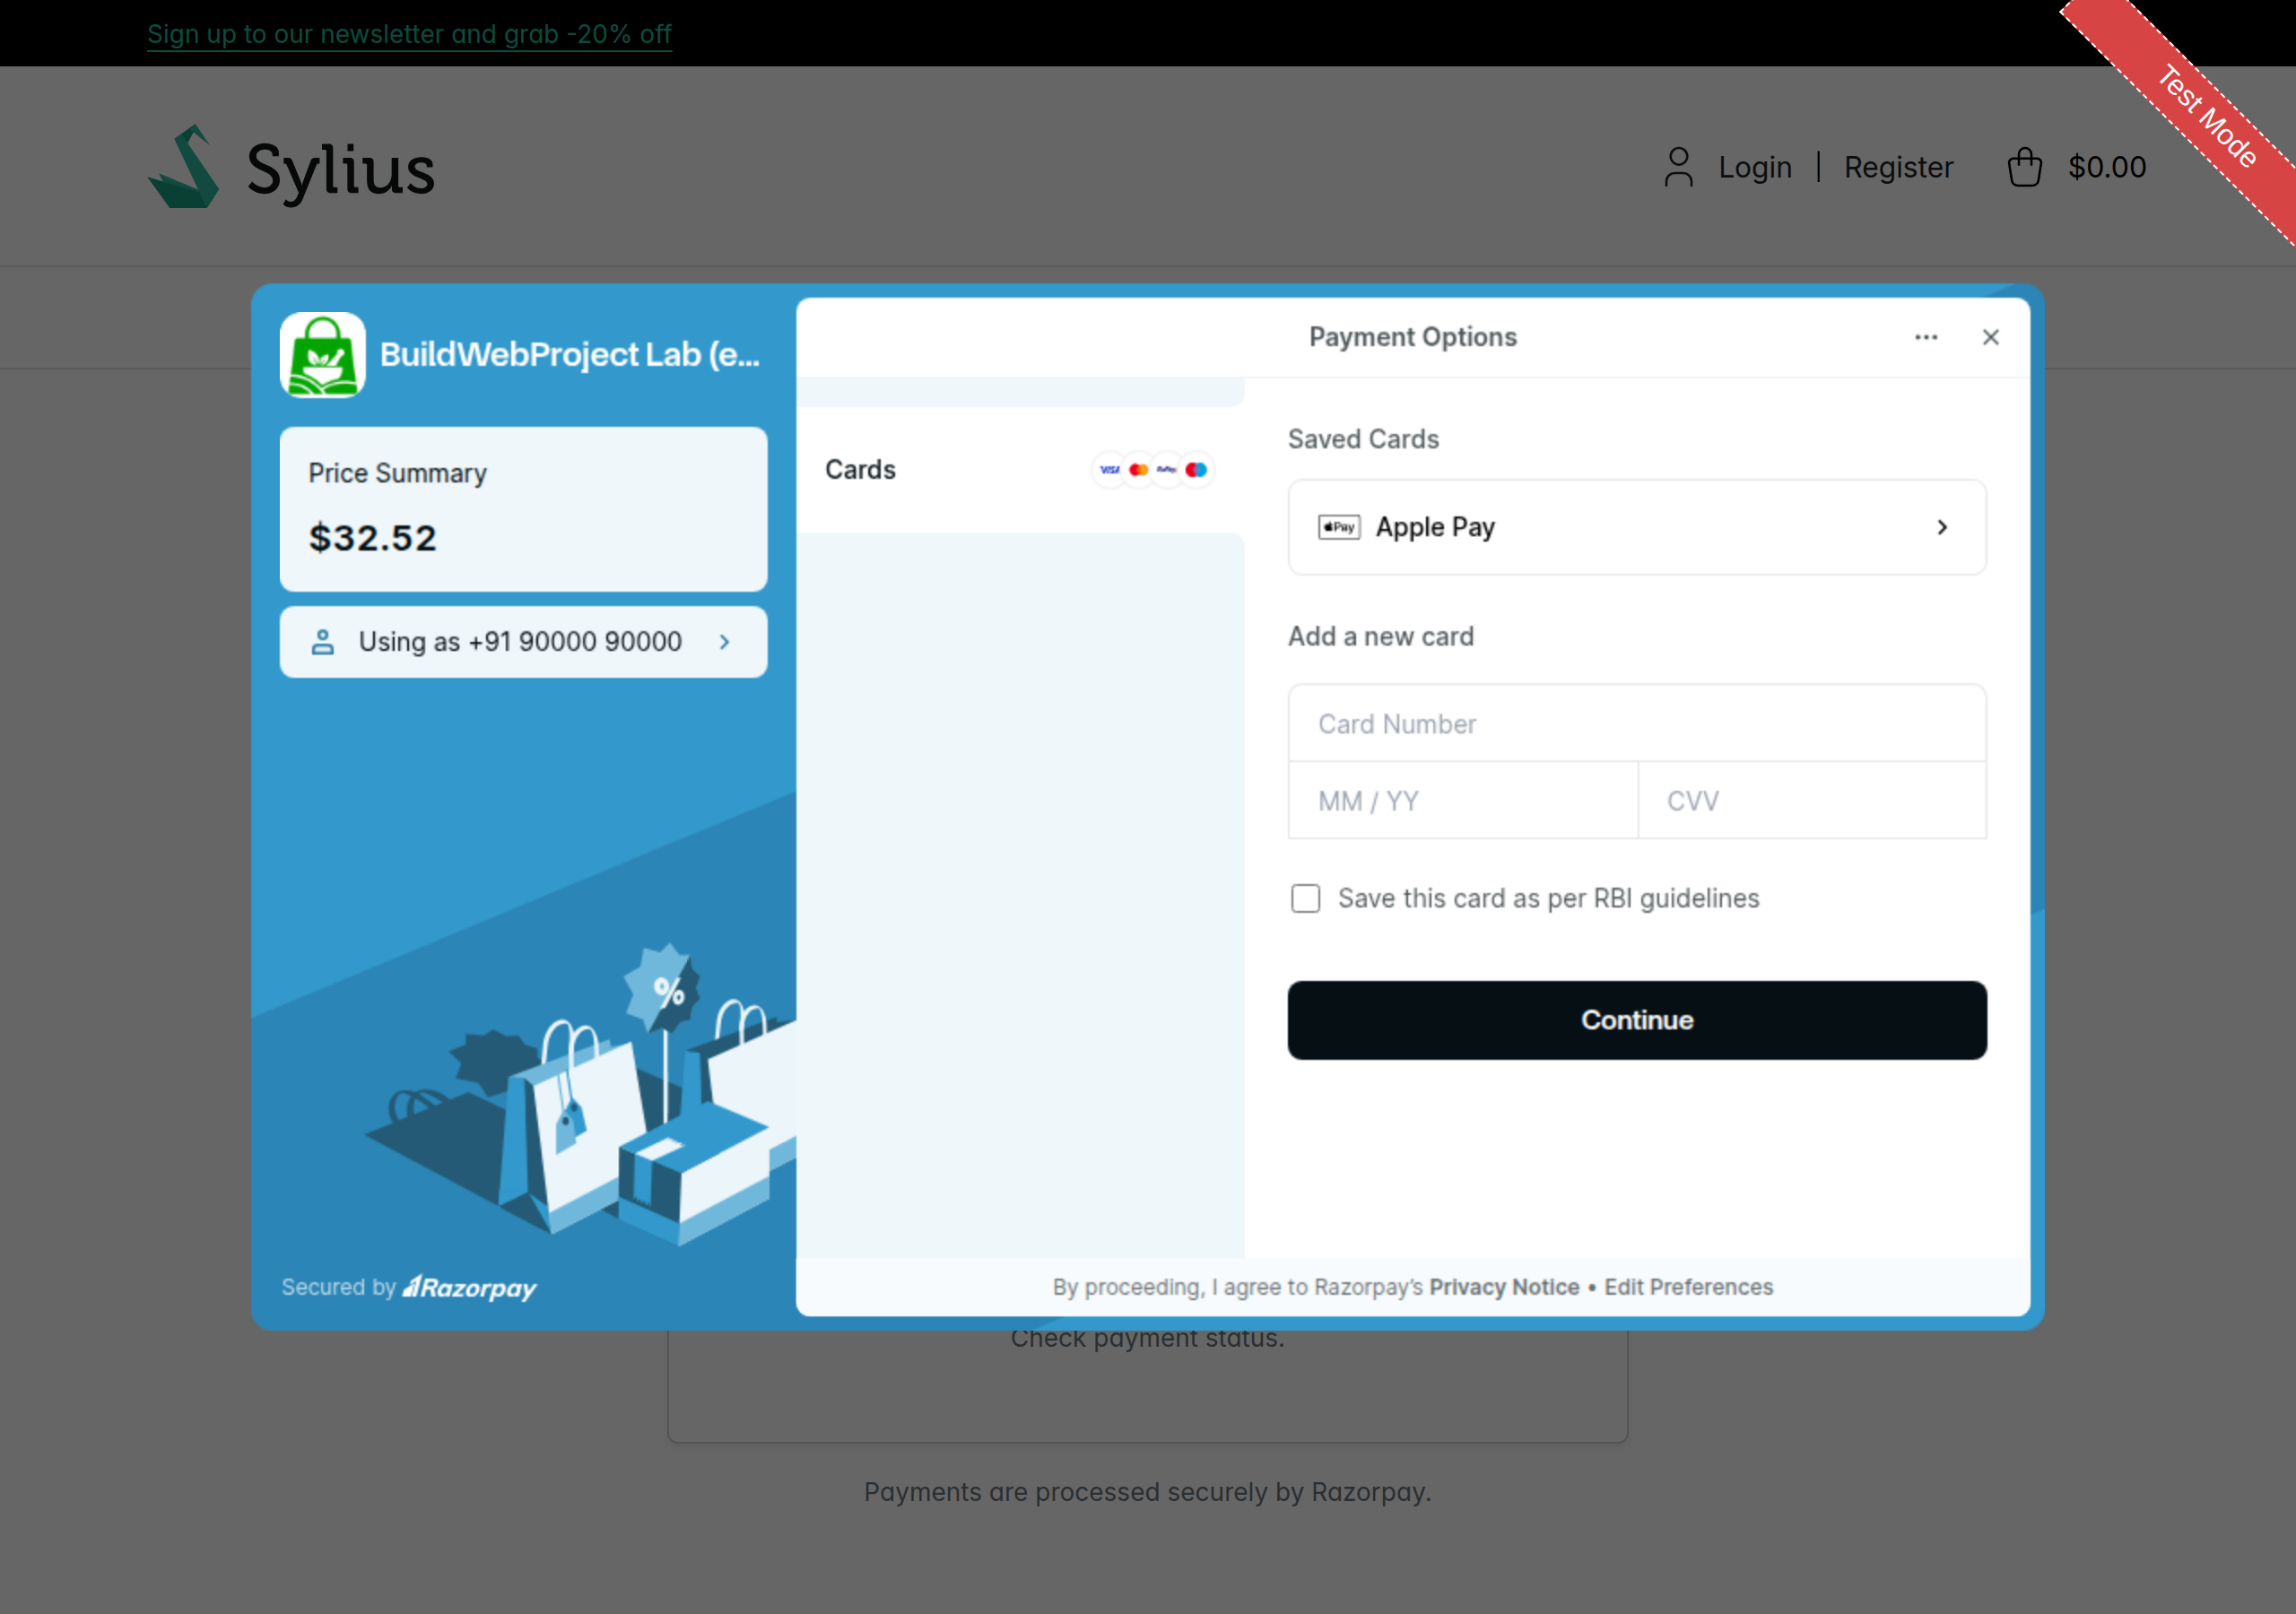 Sign up to our newsletter and grab -20% off
Test Mode
Sylius
Login | Register
$0.00
BuildWebProject Lab (e...
Price Summary
$32.52
Using as +91 90000 90000
%
Secured by Razorpay
Payment Options
Cards
VISA
RuPay
Saved Cards
Pay Apple Pay
Add a new card
Card Number
MM / YY
CVV
Save this card as per RBI guidelines
Continue
By proceeding, I agree to Razorpay's Privacy Notice • Edit Preferences
Check payment status.
Payments are processed securely by Razorpay.